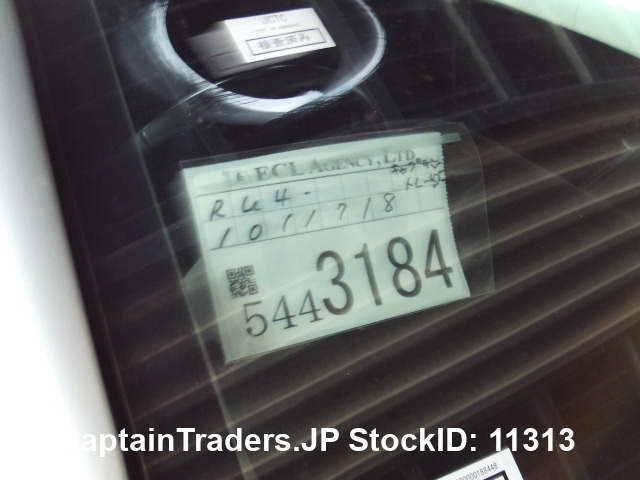 JCTC
検査済み
ECL AGENCY, LTD
RU4-
1011718
5443184
CaptainTraders.JP StockID: 11313